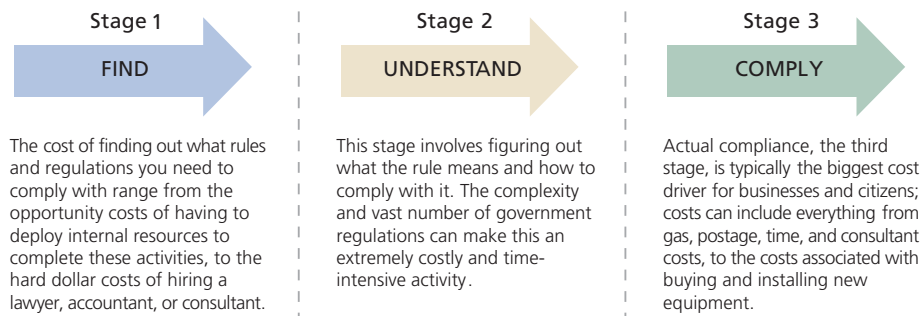 Stage 1
FIND
The cost of finding out what rules
and regulations you need to
comply with range from the
opportunity costs of having to
deploy internal resources to
complete these activities, to the
hard dollar costs of hiring a
lawyer, accountant, or consultant.
Stage 2
UNDERSTAND
This stage involves figuring out
what the rule means and how to
comply with it. The complexity
and vast number of government
regulations can make this an
extremely costly and time-
intensive activity.
Stage 3
COMPLY
Actual compliance, the third
stage, is typically the biggest cost
driver for businesses and citizens;
costs can include everything from
gas, postage, time, and consultant
costs, to the costs associated with
buying and installing new
equipment.